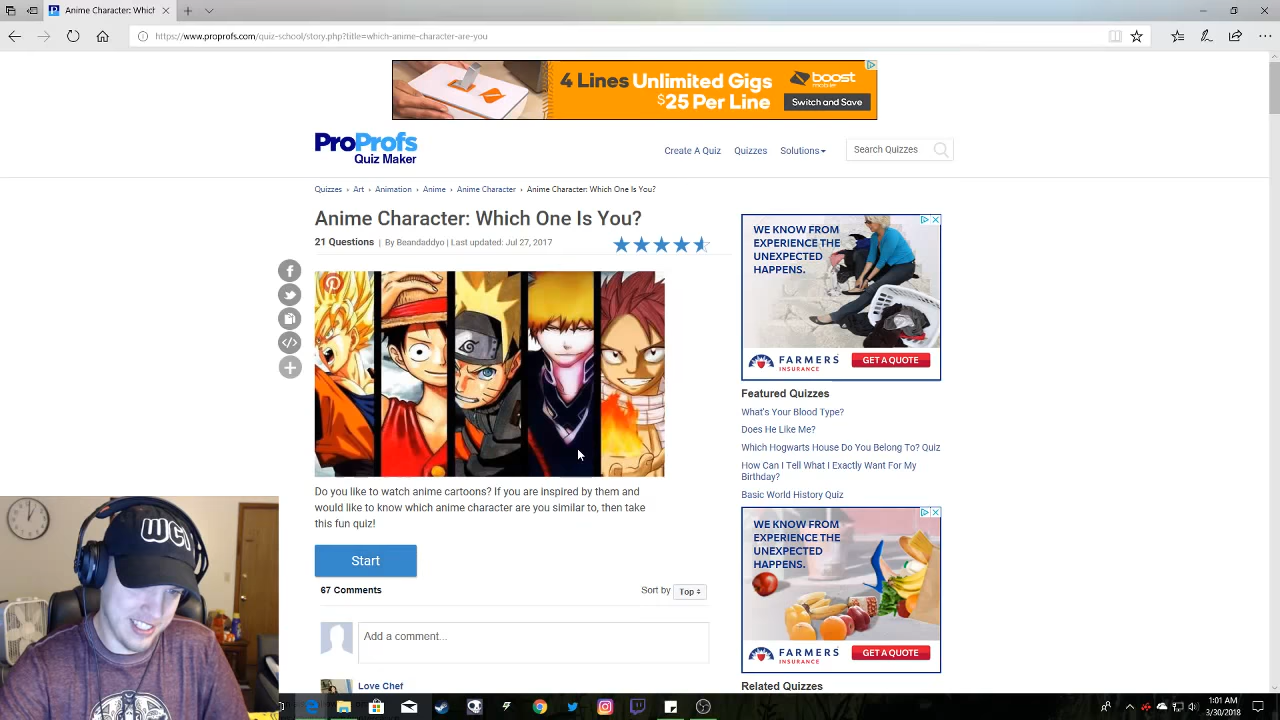 Anime Character: Which
https://www.proprofs.com/quiz-school/story.php?title=which-anime-character-are-you
4 Lines Unlimited Gigs
$25 Per Line
boost
mobile
Switch and Save
ProProfs
Quiz Maker
Create A Quiz
Quizzes
Solutions
Search Quizzes
Quizzes › Art › Animation › Anime › Anime Character › Anime Character: Which One Is You?
Anime Character: Which One Is You?
21 Questions | By Beandaddyo | Last updated: Jul 27, 2017
WE KNOW FROM
EXPERIENCE THE
UNEXPECTED
HAPPENS.
FARMERS
INSURANCE
GET A QUOTE
Featured Quizzes
What's Your Blood Type?
Does He Like Me?
Which Hogwarts House Do You Belong To? Quiz
How Can I Tell What I Exactly Want For My
Birthday?
Basic World History Quiz
Do you like to watch anime cartoons? If you are inspired by them and
would like to know which anime character are you similar to, then take
this fun quiz!
Start
67 Comments
Sort by Top
Add a comment...
Love Chef
WE KNOW FROM
EXPERIENCE THE
UNEXPECTED
HAPPENS.
FARMERS
INSURANCE
GET A QUOTE
Related Quizzes
1:01 AM
3/30/2018